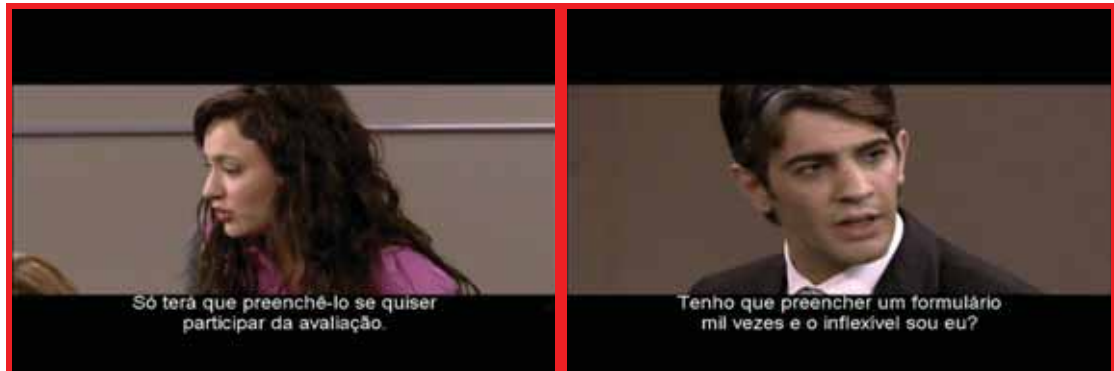 Só terá que preenchê-lo se quiser
participar da avaliação.
Tenho que preencher um formulário
mil vezes e o inflexível sou eu?